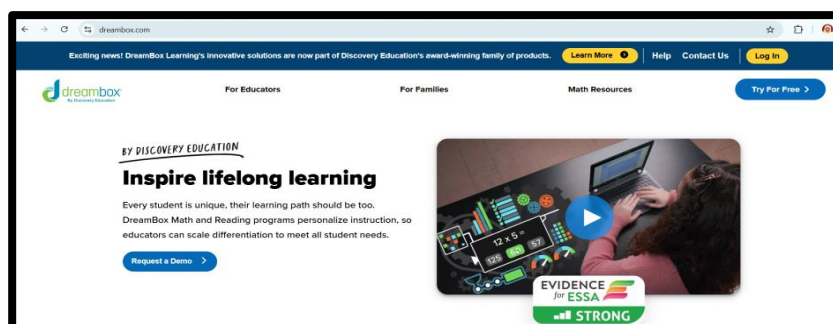 dreambox.com
Exciting news! DreamBox Learning's innovative solutions are now part of Discovery Education's award-winning family of products. Learn More Help Contact Us Log In
dreambox
By Discovery Education
For Educators For Families Math Resources Try For Free
BY DISCOVERY EDUCATION
Inspire lifelong learning
Every student is unique, their learning path should be too.
DreamBox Math and Reading programs personalize instruction, so
educators can scale differentiation to meet all student needs.
Request a Demo
12 x 5 =
125 60 57
EVIDENCE
for ESSA
STRONG